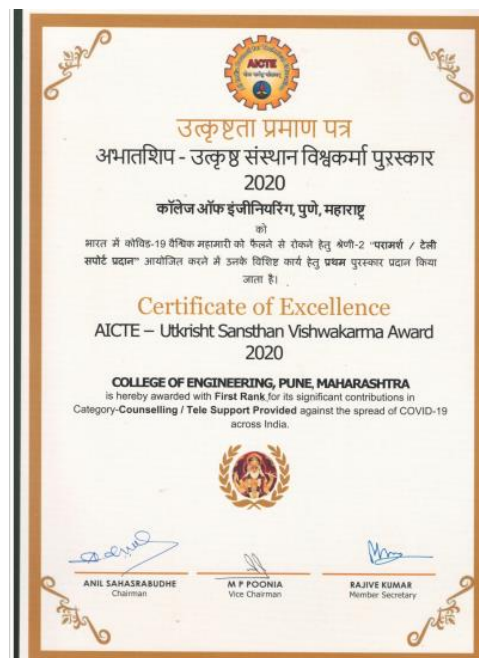 AICTE
उत्कृष्टता प्रमाण पत्र
अभातशिप - उत्कृष्ठ संस्थान विश्वकर्मा पुरस्कार
2020
कॉलेज ऑफ इंजीनियरिंग, पुणे, महाराष्ट्र
को
भारत में कोविड-19 वैश्विक महामारी को फैलने से रोकने हेतु श्रेणी-2 "परामर्श / टेली
सपोर्ट प्रदान" आयोजित करने में उनके विशिष्ट कार्य हेतु प्रथम पुरस्कार प्रदान किया
जाता है।
Certificate of Excellence
AICTE – Utkrisht Sansthan Vishwakarma Award
2020
COLLEGE OF ENGINEERING, PUNE, MAHARASHTRA
is hereby awarded with First Rank for its significant contributions in
Category-Counselling / Tele Support Provided against the spread of COVID-19
across India.
ANIL SAHASRABUDHE
Chairman
M P POONIA
Vice Chairman
RAJIVE KUMAR
Member Secretary